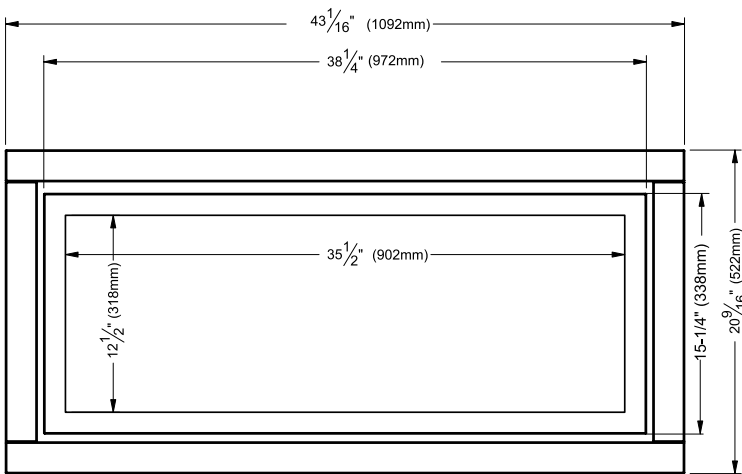 43 1/16" (1092mm)
38 1/4" (972mm)
35 1/2" (902mm)
12 1/2" (318mm)
15-1/4" (338mm)
20 9/16" (522mm)